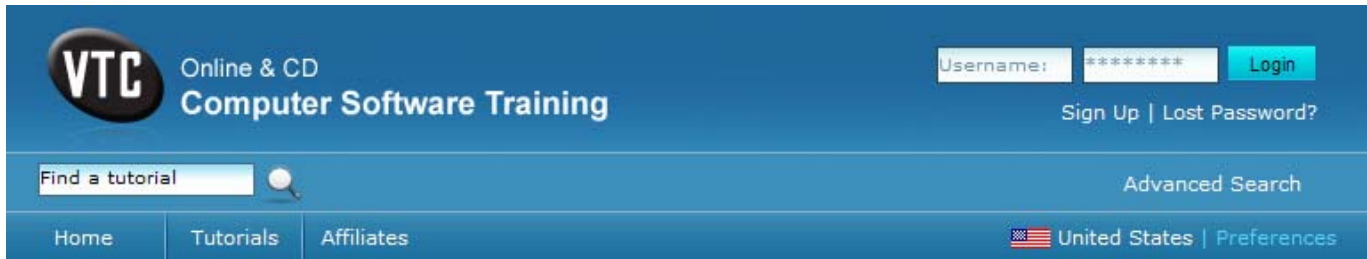 VTC
Online & CD
Computer Software Training
Username: ******** Login
Sign Up | Lost Password?
Find a tutorial
Advanced Search
Home Tutorials Affiliates
United States | Preferences